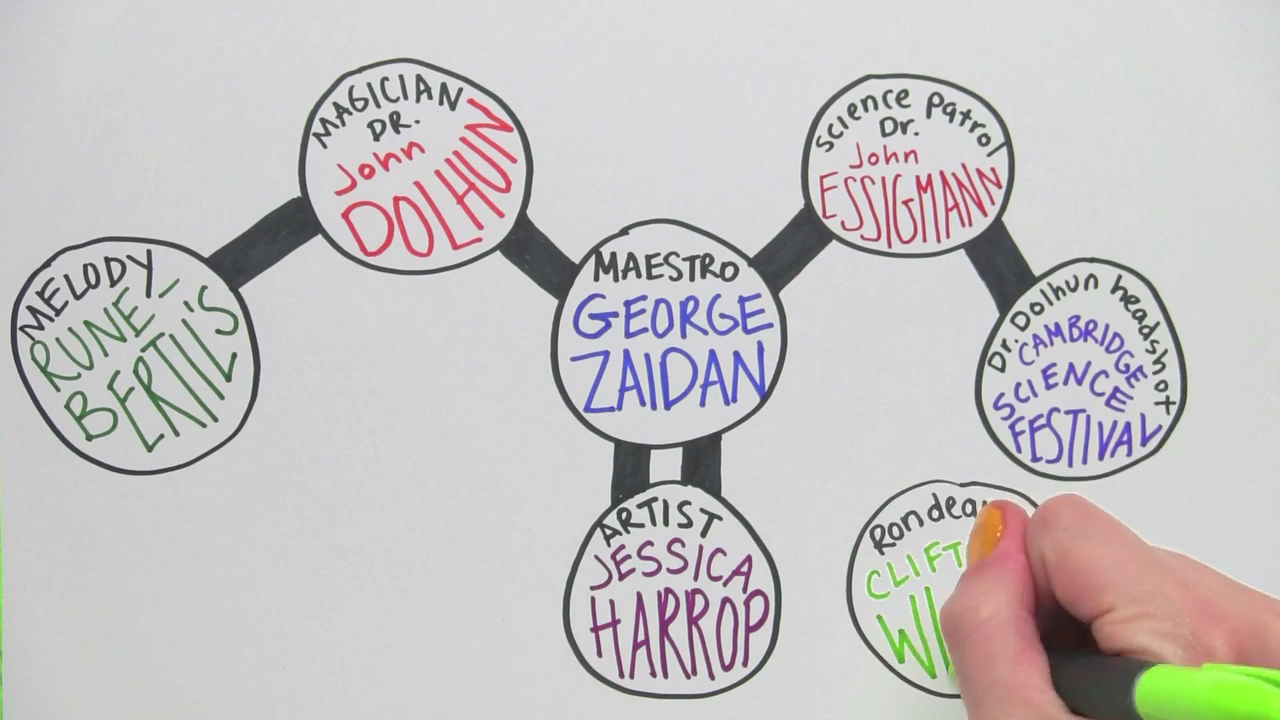 MELODY
RUNE-
BERTIL'S
MAGICIAN
DR.
John
DOLHUN
MAESTRO
GEORGE
ZAIDAN
ARTIST
JESSICA
HARROP
Science Patrol
Dr.
John
ESSIGMANN
Dr. Dolhun headshot
CAMBRIDGE
SCIENCE
FESTIVAL